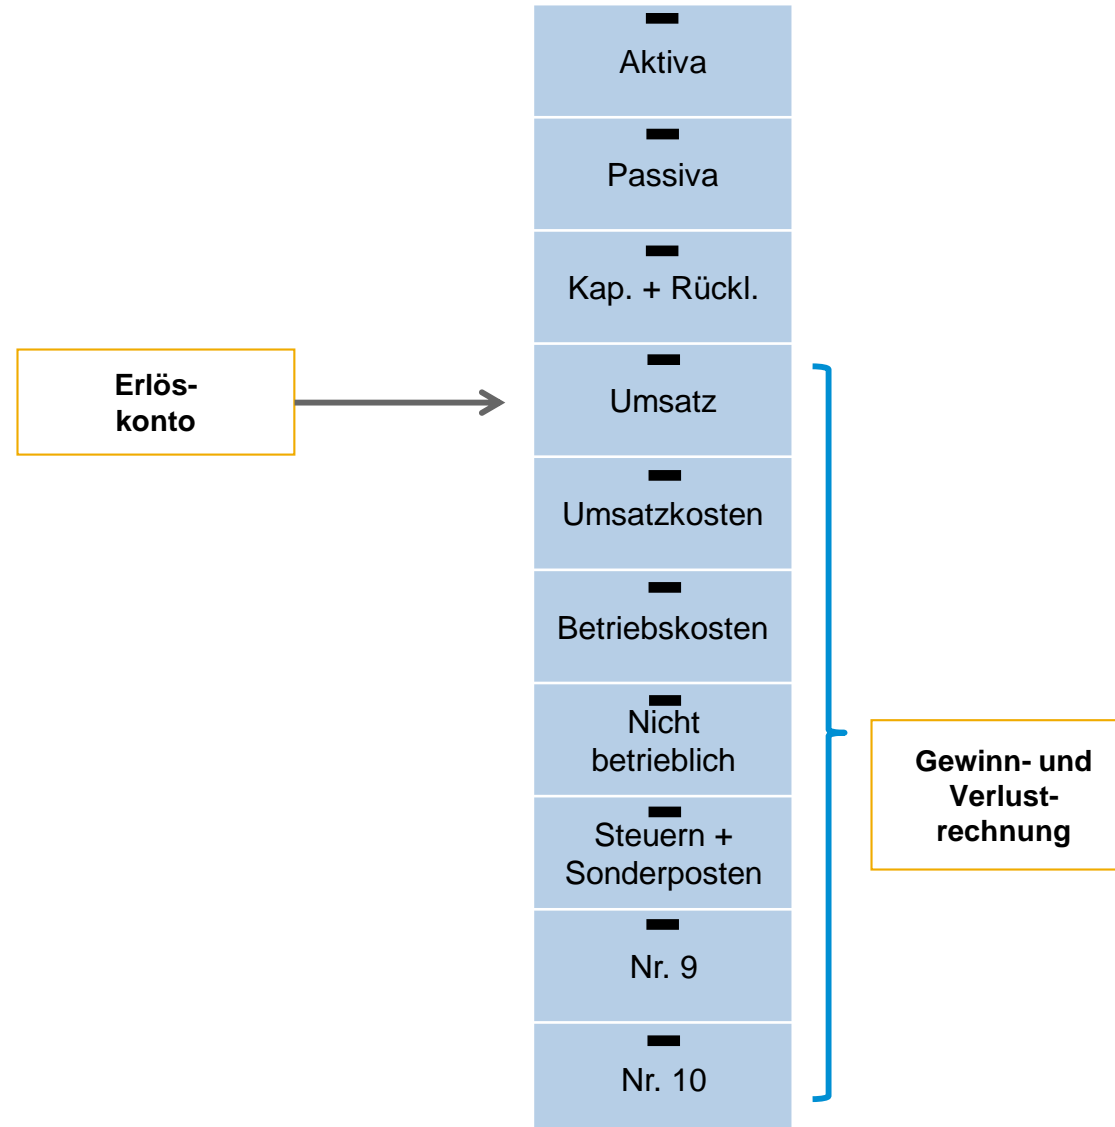 Aktiva
Passiva
Kap. + Rückl.
Erlös-
konto
Umsatz
Umsatzkosten
Betriebskosten
Nicht
betrieblich
Gewinn- und
Verlust-
rechnung
Steuern +
Sonderposten
Nr. 9
Nr. 10